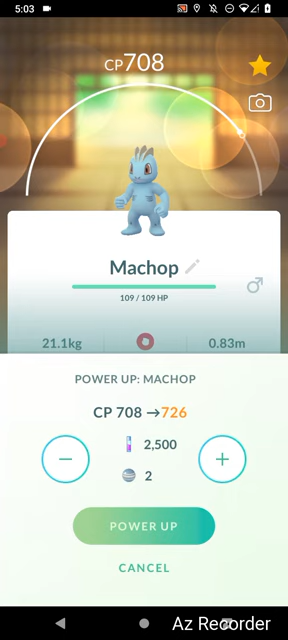 5:03
CP708
Machop
109 / 109 HP
21.1kg
0.83m
POWER UP: MACHOP
CP 708 →726
2,500
2
POWER UP
CANCEL
Az Recorder